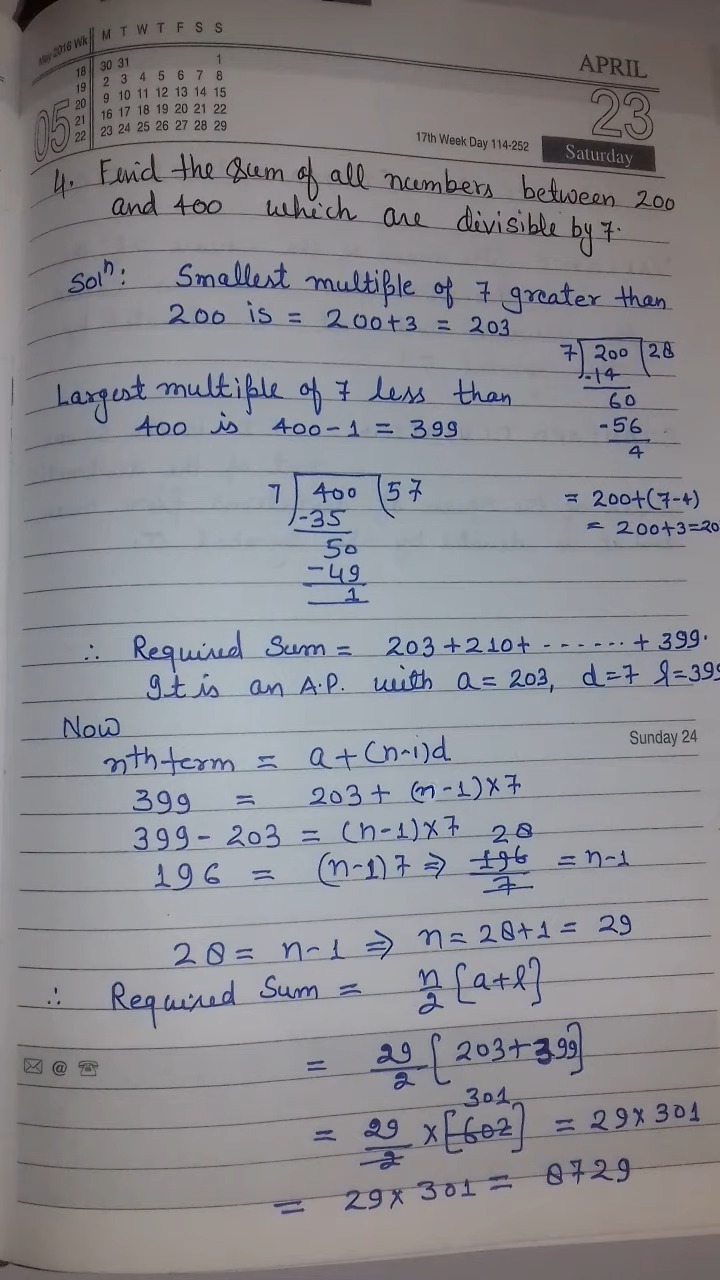 May 2016 Wk M T W T F S S
18 30 31 1
19 2 3 4 5 6 7 8
20 9 10 11 12 13 14 15
21 16 17 18 19 20 21 22
22 23 24 25 26 27 28 29
05
APRIL
23
17th Week Day 114-252
Saturday
4. Find the Sum of all numbers between 200
and 400 which are divisible by 7.
Solⁿ: Smallest multiple of 7 greater than
200 is = 200+3 = 203
7 200 28
-14
60
-56
4
Largest multiple of 7 less than
400 is 400-1 = 399
7 400 57
-35
50
-49
1
= 200+(7-4)
= 200+3=20
∴ Required Sum = 203+210+ ------ + 399.
It is an A.P. with a = 203, d=7 l=399
Now
Sunday 24
nth term = a+(n-1)d
399 = 203+ (n-1)×7
399-203 = (n-1)×7
196 = (n-1)7 ⇒ 196/7 = n-1
28
28 = n-1 ⇒ n = 28+1 = 29
∴ Required Sum = n/2 [a+l]
= 29/2 [203+399]
301
= 29/2 ×[602] = 29×301
= 29×301 = 8729